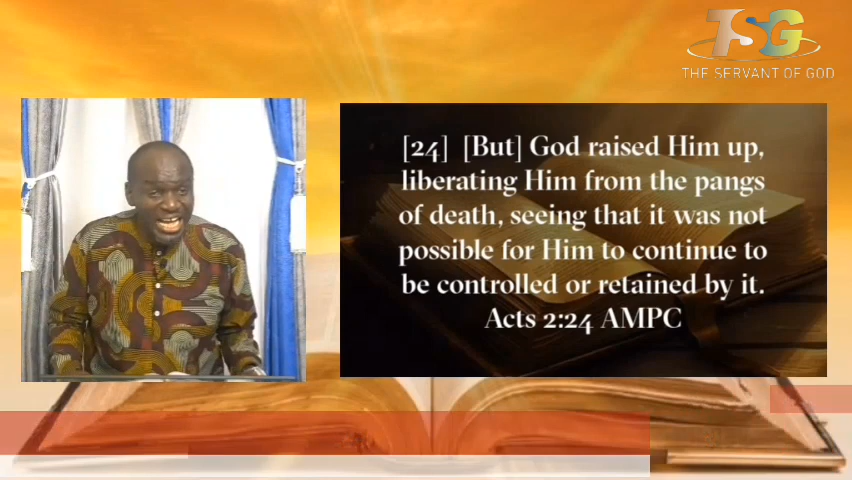 TSG
THE SERVANT OF GOD
[24] [But] God raised Him up,
liberating Him from the pangs
of death, seeing that it was not
possible for Him to continue to
be controlled or retained by it.
Acts 2:24 AMPC